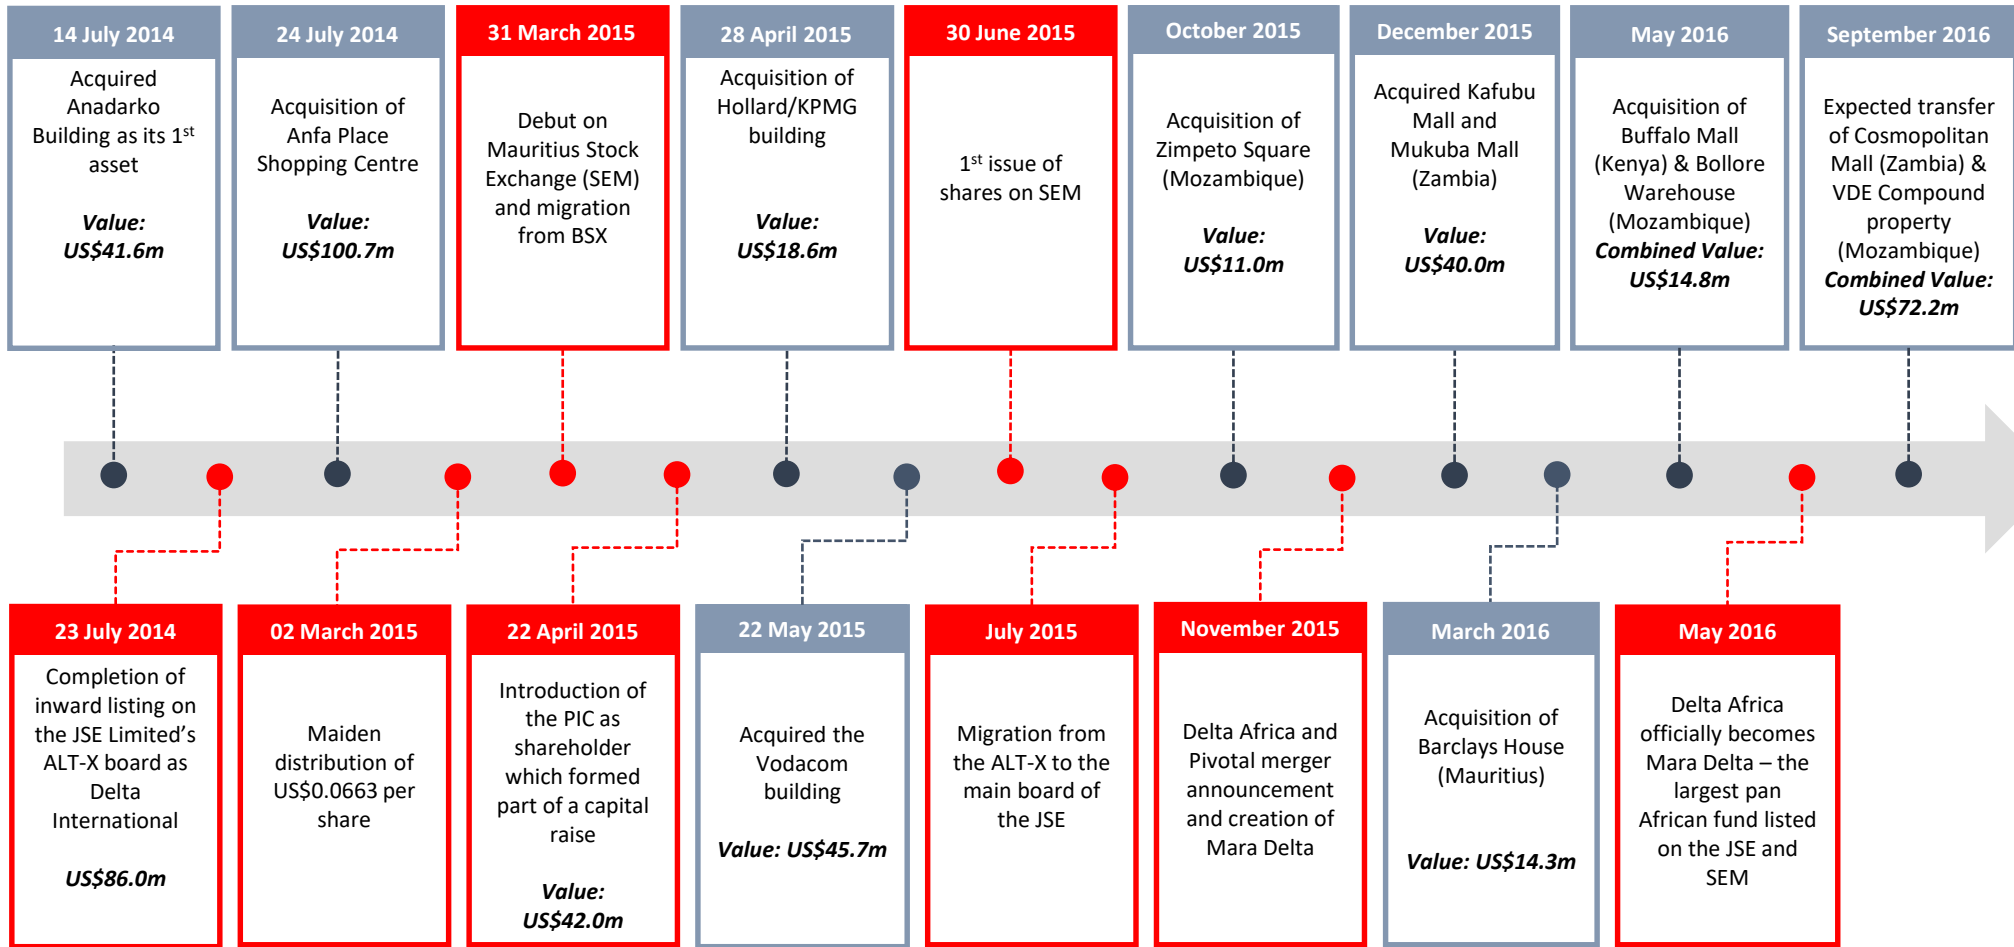 14 July 2014
Acquired
Anadarko
Building as its 1st
asset
Value:
US$41.6m
24 July 2014
Acquisition of
Anfa Place
Shopping Centre
Value:
US$100.7m
31 March 2015
Debut on
Mauritius Stock
Exchange (SEM)
and migration
from BSX
28 April 2015
Acquisition of
Hollard/KPMG
building
Value:
US$18.6m
30 June 2015
1st issue of
shares on SEM
October 2015
Acquisition of
Zimpeto Square
(Mozambique)
Value:
US$11.0m
December 2015
Acquired Kafubu
Mall and
Mukuba Mall
(Zambia)
Value:
US$40.0m
May 2016
Acquisition of
Buffalo Mall
(Kenya) & Bollore
Warehouse
(Mozambique)
Combined Value:
US$14.8m
September 2016
Expected transfer
of Cosmopolitan
Mall (Zambia) &
VDE Compound
property
(Mozambique)
Combined Value:
US$72.2m
23 July 2014
Completion of
inward listing on
the JSE Limited’s
ALT-X board as
Delta
International
US$86.0m
02 March 2015
Maiden
distribution of
US$0.0663 per
share
22 April 2015
Introduction of
the PIC as
shareholder
which formed
part of a capital
raise
Value:
US$42.0m
22 May 2015
Acquired the
Vodacom
building
Value: US$45.7m
July 2015
Migration from
the ALT-X to the
main board of
the JSE
November 2015
Delta Africa and
Pivotal merger
announcement
and creation of
Mara Delta
March 2016
Acquisition of
Barclays House
(Mauritius)
Value: US$14.3m
May 2016
Delta Africa
officially becomes
Mara Delta – the
largest pan
African fund listed
on the JSE and
SEM